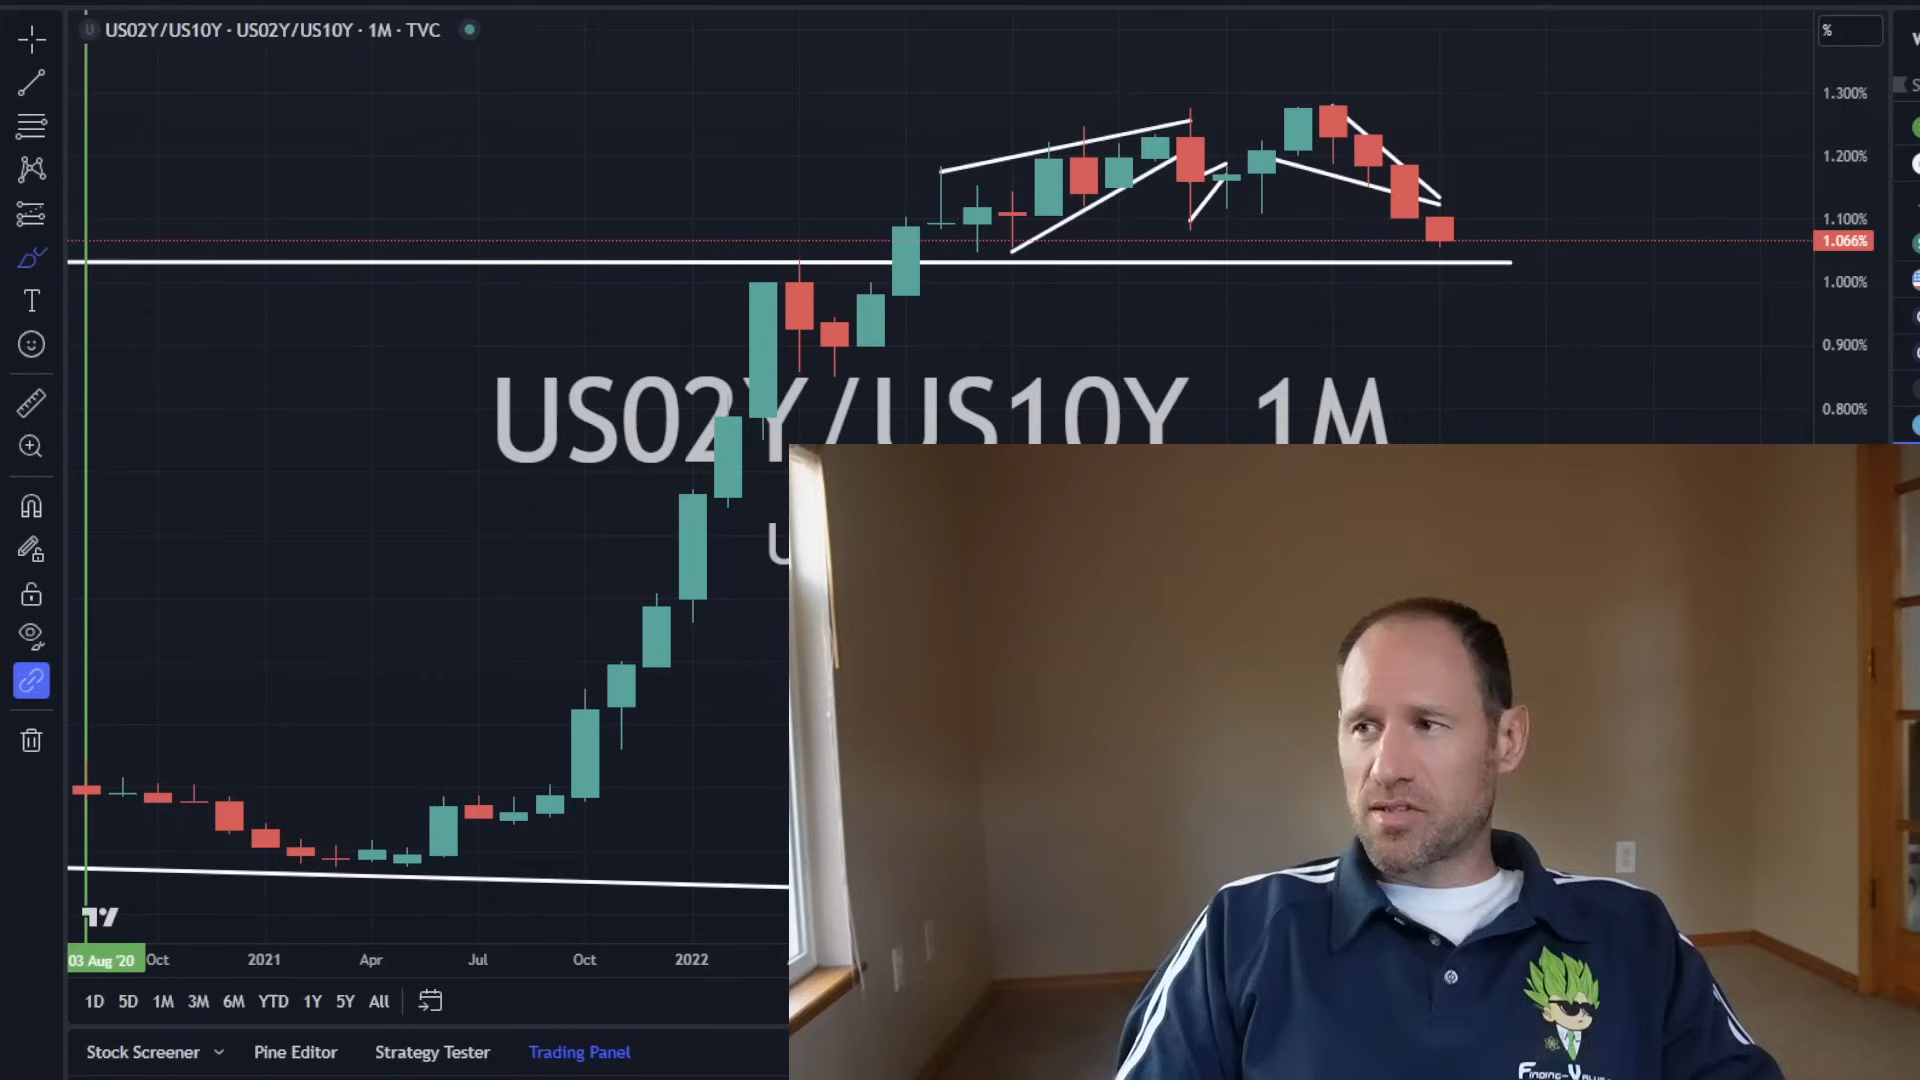 US02Y/US10Y · US02Y/US10Y · 1M · TVC
%
1.300%
1.200%
1.100%
1.066%
1.000%
0.900%
0.800%
US02Y/US10Y 1M
03 Aug '20
Oct
2021
Apr
Jul
Oct
2022
1D 5D 1M 3M 6M YTD 1Y 5Y All
Stock Screener
Pine Editor
Strategy Tester
Trading Panel
Finding-Value